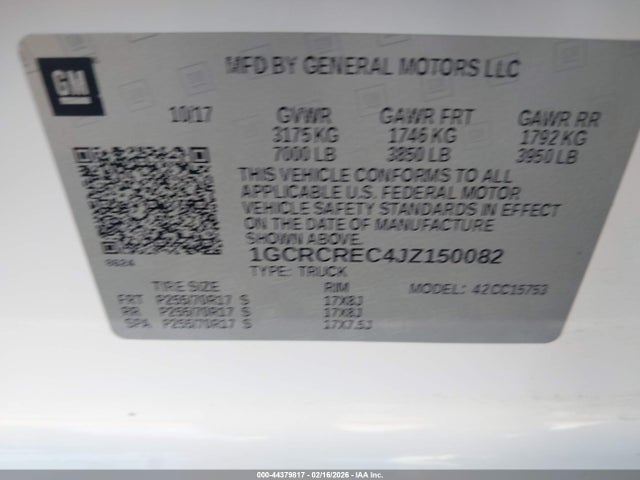 GM
MFD BY GENERAL MOTORS LLC
10/17 GVWR GAWR FRT GAWR RR
3175 KG 1746 KG 1792 KG
7000 LB 3850 LB 3950 LB
THIS VEHICLE CONFORMS TO ALL
APPLICABLE U.S. FEDERAL MOTOR
VEHICLE SAFETY STANDARDS IN EFFECT
ON THE DATE OF MANUFACTURE
SHOWN ABOVE.
1GCRCREC4JZ150082
TYPE: TRUCK
TIRE SIZE RIM MODEL: 42CC15753
FRT P255/70R17 S 17X8J
RR P255/70R17 S 17X8J
SPA P255/70R17 S 17X7.5J
000-44379817 - 02/16/2026 - IAA Inc.